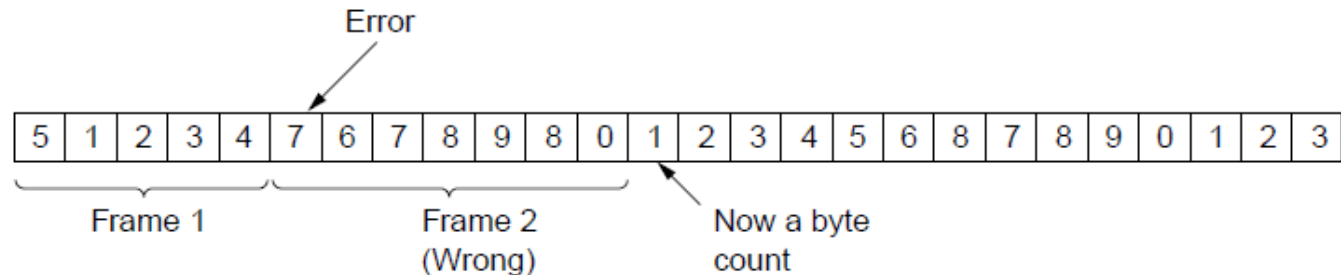 Error
5 1 2 3 4 7 6 7 8 9 8 0 1 2 3 4 5 6 8 7 8 9 0 1 2 3
Frame 1
Frame 2
(Wrong)
Now a byte
count